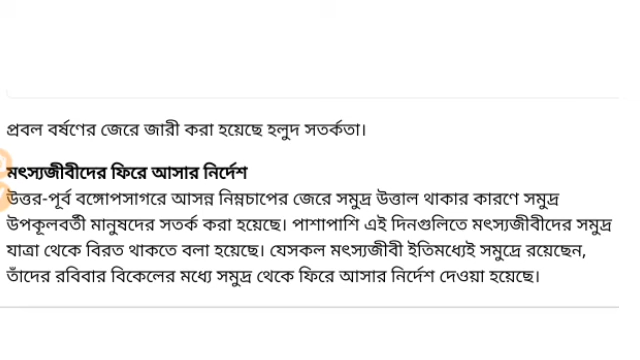 প্রবল বর্ষণের জেরে জারী করা হয়েছে হলুদ সতর্কতা।
মৎস্যজীবীদের ফিরে আসার নির্দেশ
উত্তর-পূর্ব বঙ্গোপসাগরে আসন্ন নিম্নচাপের জেরে সমুদ্র উত্তাল থাকার কারণে সমুদ্র
উপকূলবর্তী মানুষদের সতর্ক করা হয়েছে। পাশাপাশি এই দিনগুলিতে মৎস্যজীবীদের সমুদ্র
যাত্রা থেকে বিরত থাকতে বলা হয়েছে। যেসকল মৎস্যজীবী ইতিমধ্যেই সমুদ্রে রয়েছেন,
তাঁদের রবিবার বিকেলের মধ্যে সমুদ্র থেকে ফিরে আসার নির্দেশ দেওয়া হয়েছে।